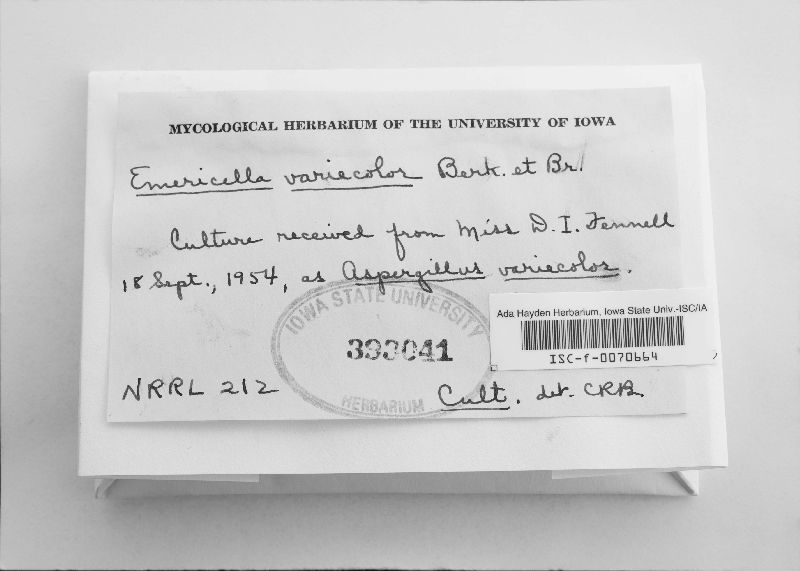 MYCOLOGICAL HERBARIUM OF THE UNIVERSITY OF IOWA
Emericella variecolor Berk. et Br.
Culture received from Miss D. I. Fennell
18 Sept., 1954, as Aspergillus variecolor.
IOWA STATE UNIVERSITY
393041
HERBARIUM
Ada Hayden Herbarium, Iowa State Univ.-ISC/IA
ISC-f-0070664
NRRL 212
Cult. det. CRB.